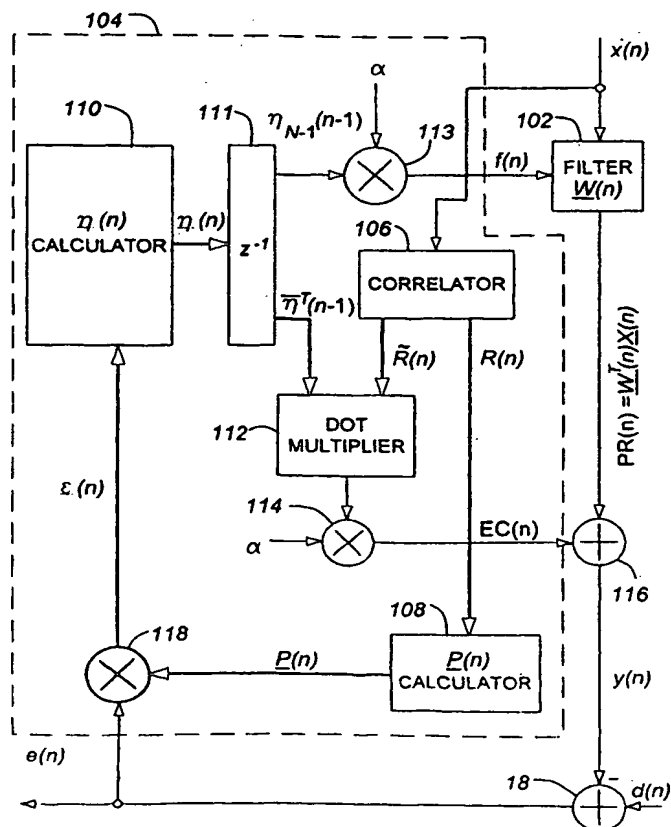 104
x(n)
α
110
111
η_{N-1}(n-1)
102
113
f(n)
FILTER
W(n)
η(n)
CALCULATOR
η(n)
z⁻¹
106
CORRELATOR
η̄ᵀ(n-1)
R̃(n)
R(n)
PR(n) = Wᵀ(n)X(n)
DOT
MULTIPLIER
112
ε(n)
114
α
EC(n)
116
118
108
P(n)
P(n)
CALCULATOR
y(n)
e(n)
18
-
d(n)